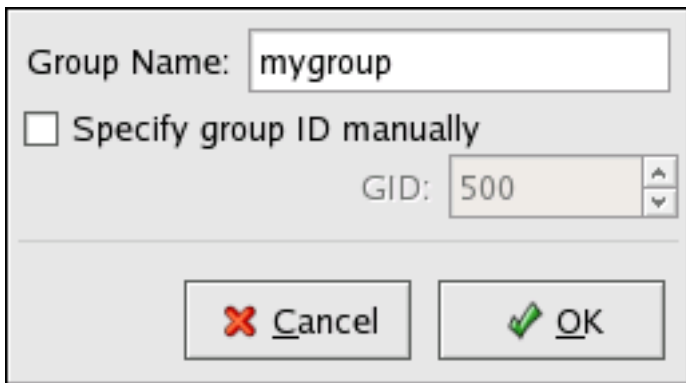 Group Name: mygroup
Specify group ID manually
GID: 500
Cancel OK